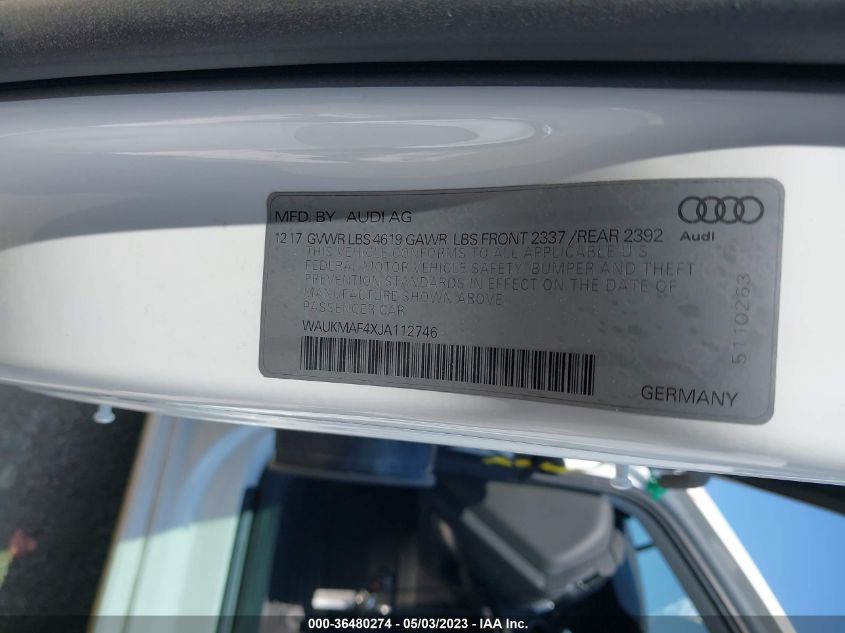 MFD. BY AUDI AG
12 17 GVWR LBS 4619 GAWR LBS FRONT 2337 /REAR 2392
THIS VEHICLE CONFORMS TO ALL APPLICABLE U S
FEDERAL MOTOR VEHICLE SAFETY, BUMPER AND THEFT
PREVENTION STANDARDS IN EFFECT ON THE DATE OF
MANUFACTURE SHOWN ABOVE
PASSENGER CAR
WAUKMAF4XJA112746
Audi
5110263
GERMANY
000-36480274 - 05/03/2023 - IAA Inc.